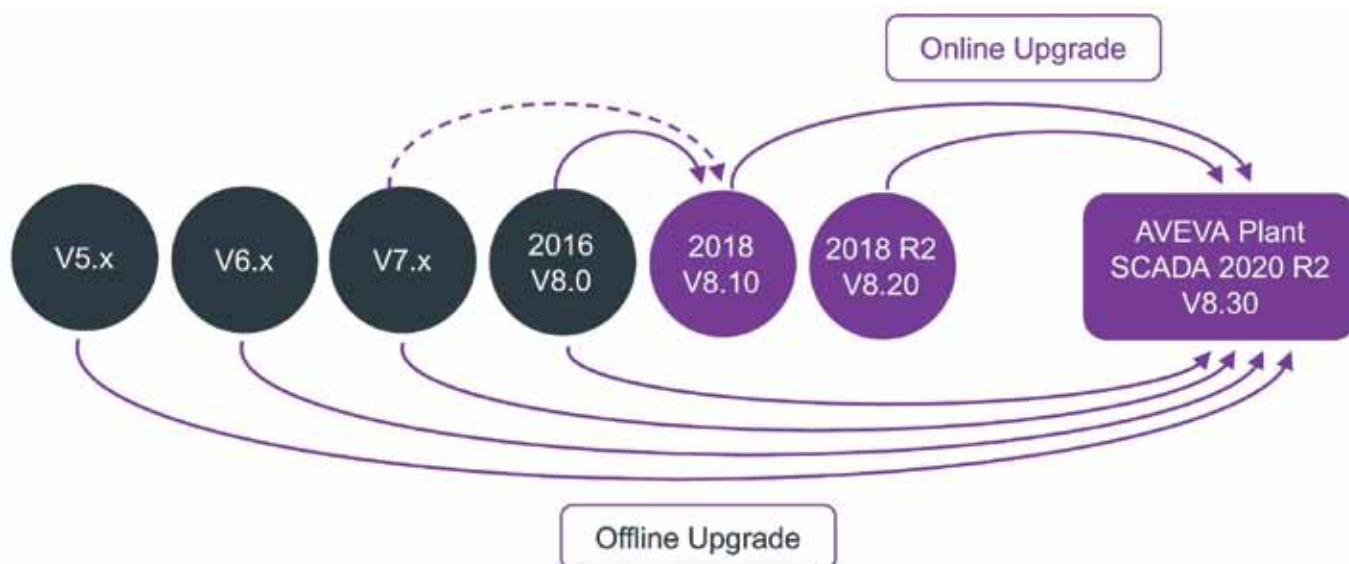 Online Upgrade
V5.x
V6.x
V7.x
2016
V8.0
2018
V8.10
2018 R2
V8.20
AVEVA Plant
SCADA 2020 R2
V8.30
Offline Upgrade